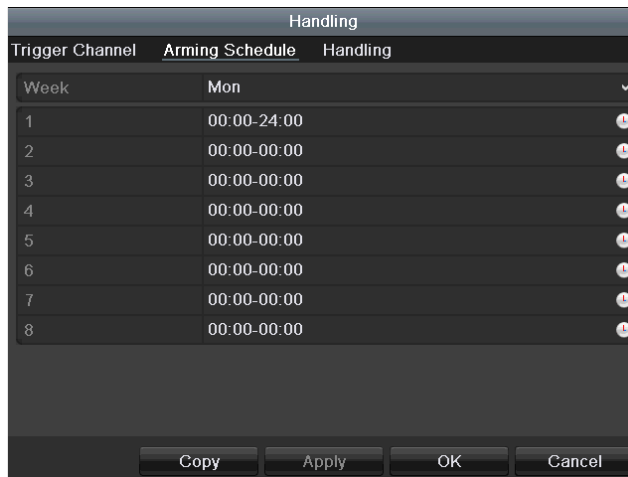 Handling
Trigger Channel Arming Schedule Handling
Week Mon
1 00:00-24:00
2 00:00-00:00
3 00:00-00:00
4 00:00-00:00
5 00:00-00:00
6 00:00-00:00
7 00:00-00:00
8 00:00-00:00
Copy Apply OK Cancel